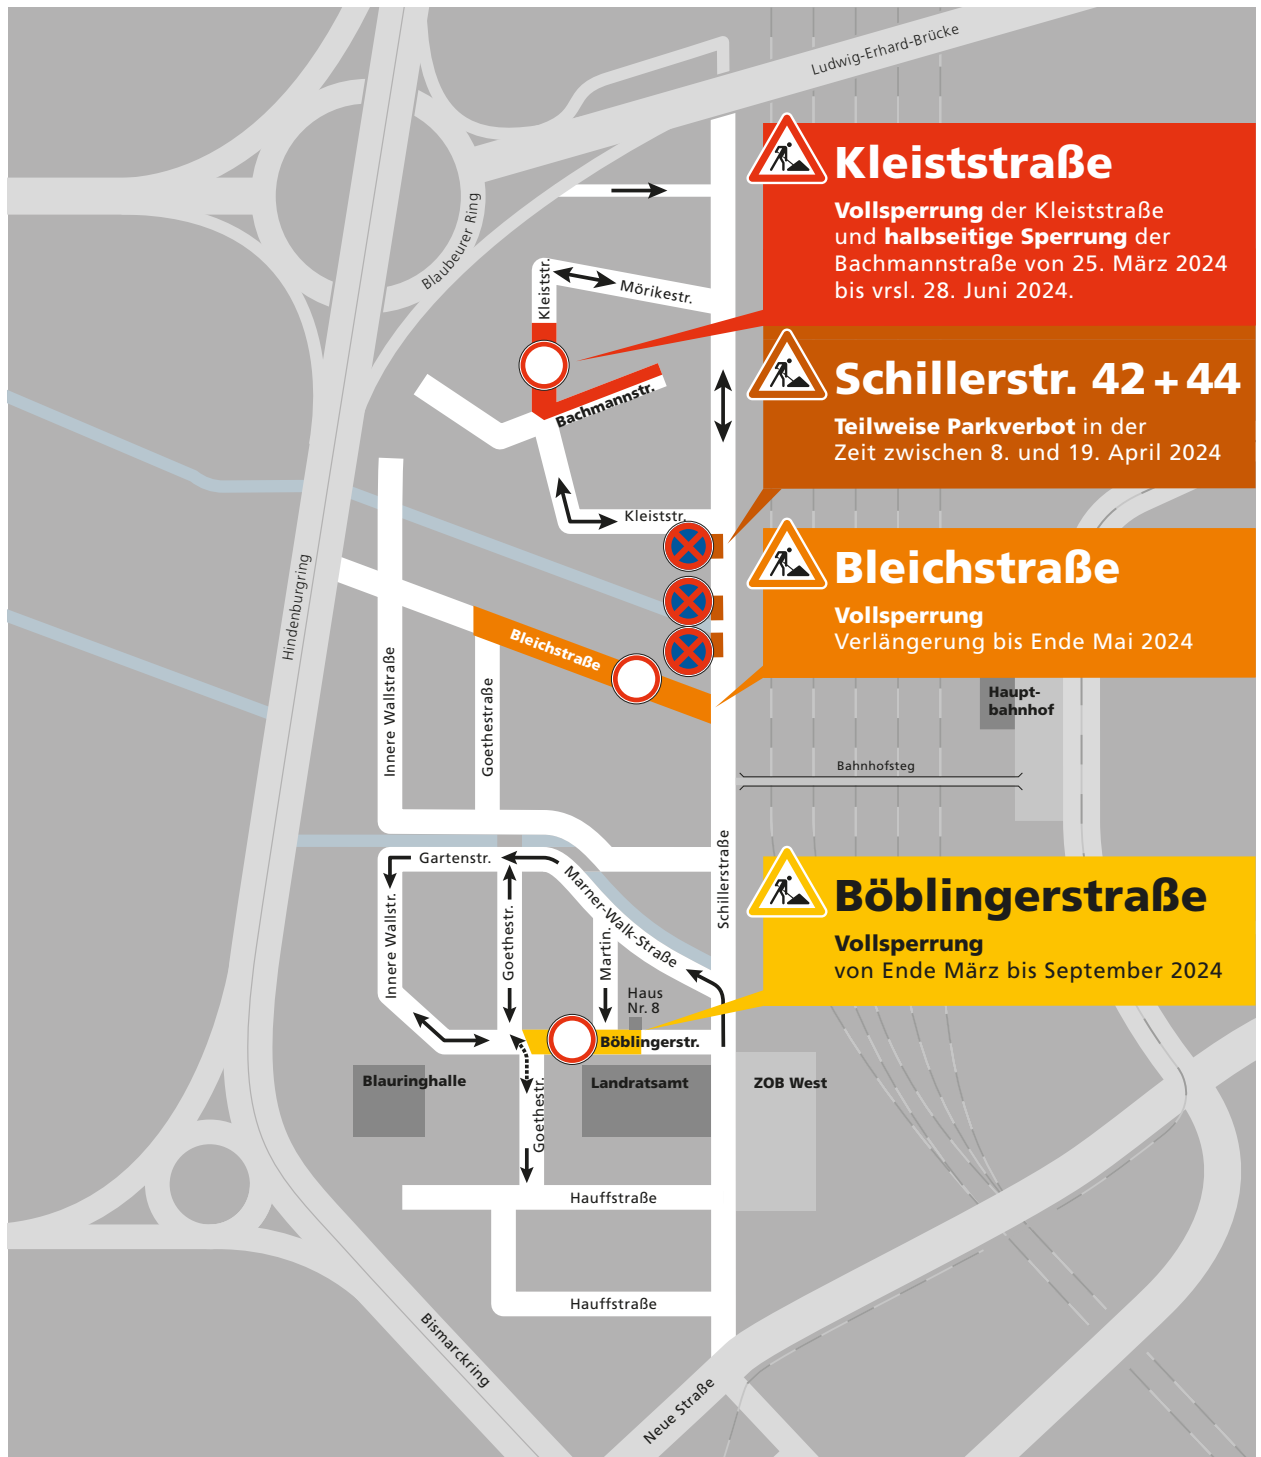 Ludwig-Erhard-Brücke
Kleiststraße
Vollsperrung der Kleiststraße
und halbseitige Sperrung der
Bachmannstraße von 25. März 2024
bis vrsl. 28. Juni 2024.
Blaubeurer Ring
Kleiststr.
Mörikestr.
Bachmannstr.
Schillerstr. 42 + 44
Teilweise Parkverbot in der
Zeit zwischen 8. und 19. April 2024
Kleiststr.
Bleichstraße
Vollsperrung
Verlängerung bis Ende Mai 2024
Hindenburgring
Bleichstraße
Innere Wallstraße
Goethestraße
Haupt-
bahnhof
Bahnhofsteg
Schillerstraße
Gartenstr.
Marner-Walk-Straße
Innere Wallstr.
Goethestr.
Martin.
Böblingerstraße
Vollsperrung
von Ende März bis September 2024
Haus
Nr. 8
Böblingerstr.
Blauringhalle
Landratsamt
ZOB West
Goethestr.
Hauffstraße
Hauffstraße
Bismarckring
Neue Straße